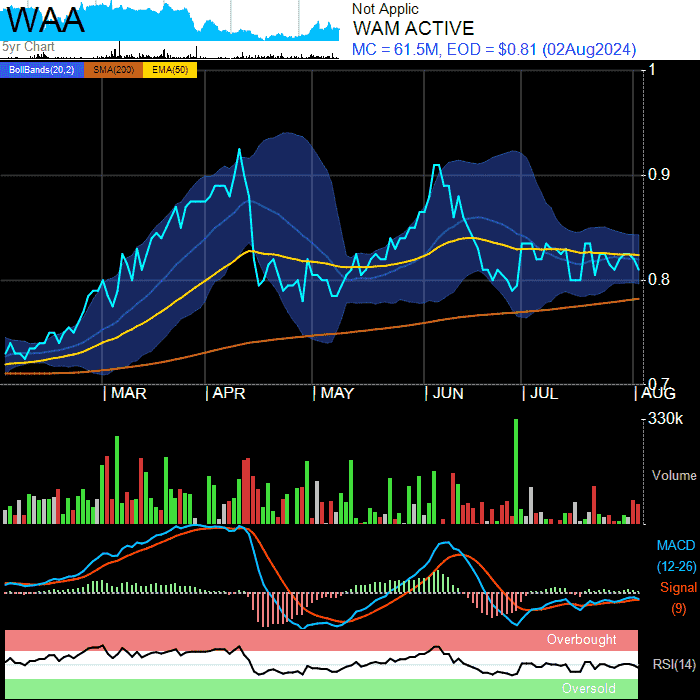 WAA
Not Applic
WAM ACTIVE
5yr Chart
MC = 61.5M, EOD = $0.81 (02Aug2024)
BollBands(20,2) SMA(200) EMA(50)
1
0.9
0.8
0.7
MAR APR MAY JUN JUL AUG
330k
Volume
MACD
(12-26)
Signal
(9)
Overbought
RSI(14)
Oversold